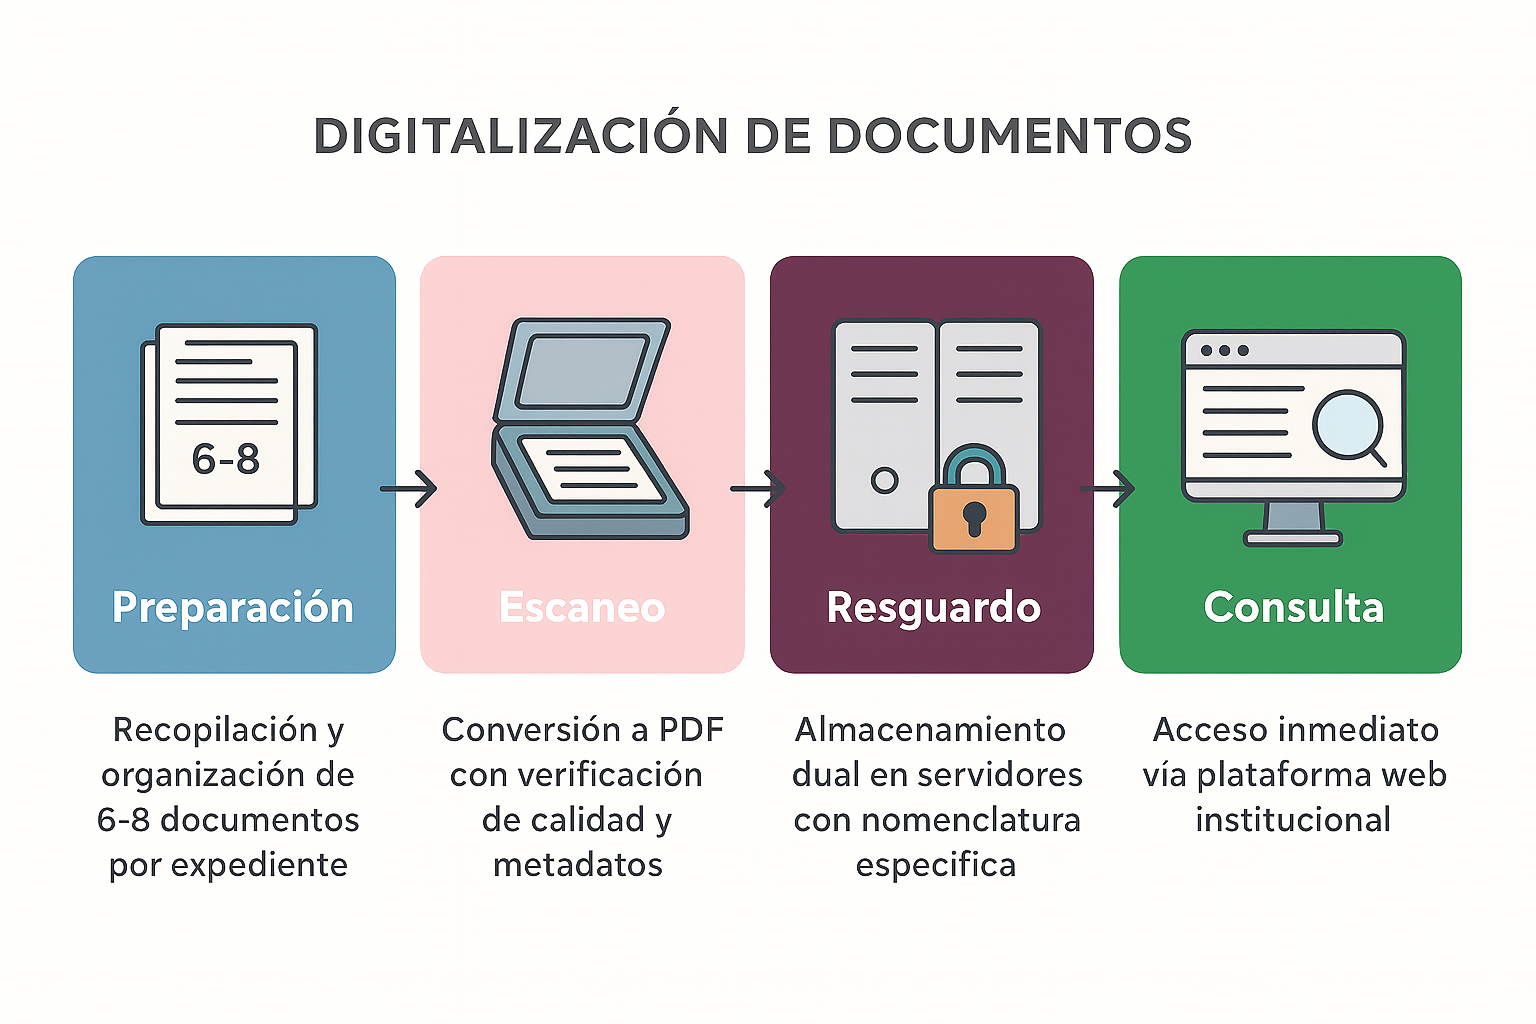 DIGITALIZACIÓN DE DOCUMENTOS
6-8
Preparación
Recopilación y
organización de
6-8 documentos
por expediente
Escaneo
Conversión a PDF
con verificación
de calidad y
metadatos
Resguardo
Almacenamiento
dual en servidores
con nomenclatura
especifica
Consulta
Acceso inmediato
vía plataforma web
institucional